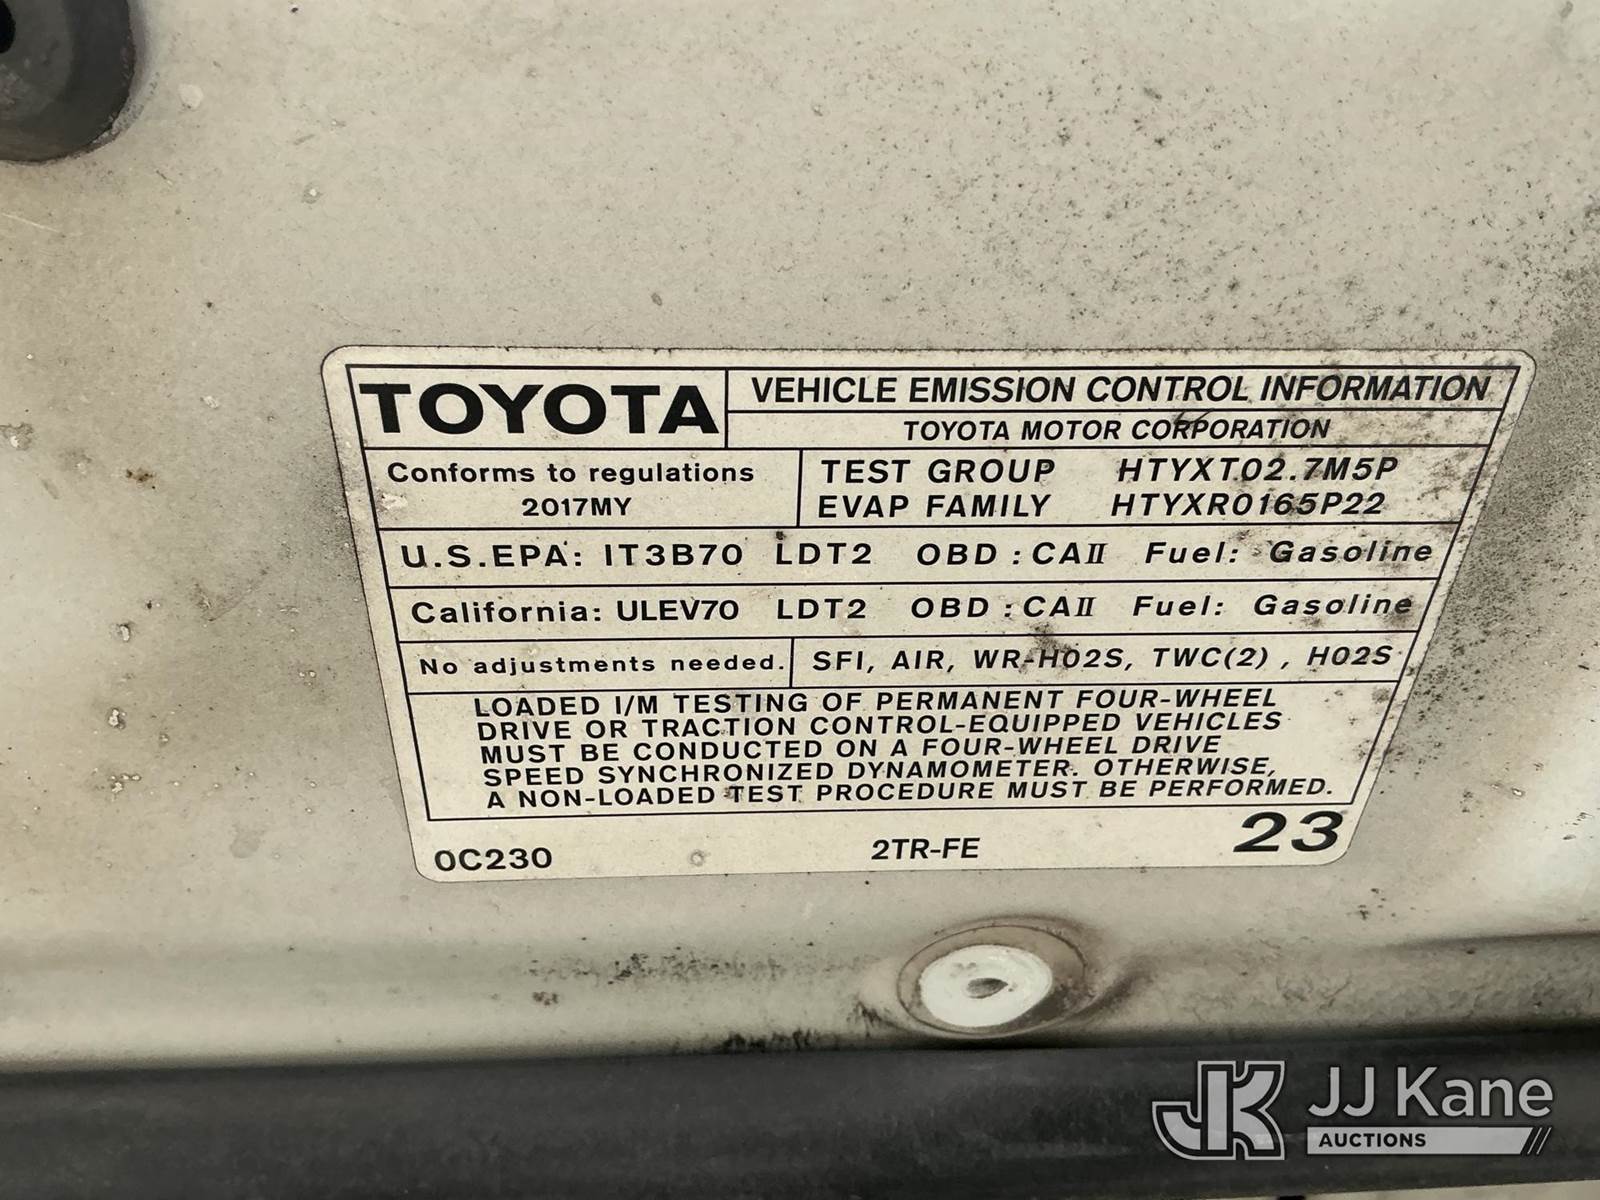 TOYOTA
VEHICLE EMISSION CONTROL INFORMATION
TOYOTA MOTOR CORPORATION
Conforms to regulations
2017MY
TEST GROUP HTYXT02.7M5P
EVAP FAMILY HTYXR0165P22
U.S.EPA: IT3B70 LDT2 OBD : CAII Fuel: Gasoline
California: ULEV70 LDT2 OBD : CAII Fuel: Gasoline
No adjustments needed.
SFI, AIR, WR-HO2S, TWC(2) , HO2S
LOADED I/M TESTING OF PERMANENT FOUR-WHEEL
DRIVE OR TRACTION CONTROL-EQUIPPED VEHICLES
MUST BE CONDUCTED ON A FOUR-WHEEL DRIVE
SPEED SYNCHRONIZED DYNAMOMETER. OTHERWISE,
A NON-LOADED TEST PROCEDURE MUST BE PERFORMED.
0C230 2TR-FE 23
JK JJ Kane
AUCTIONS